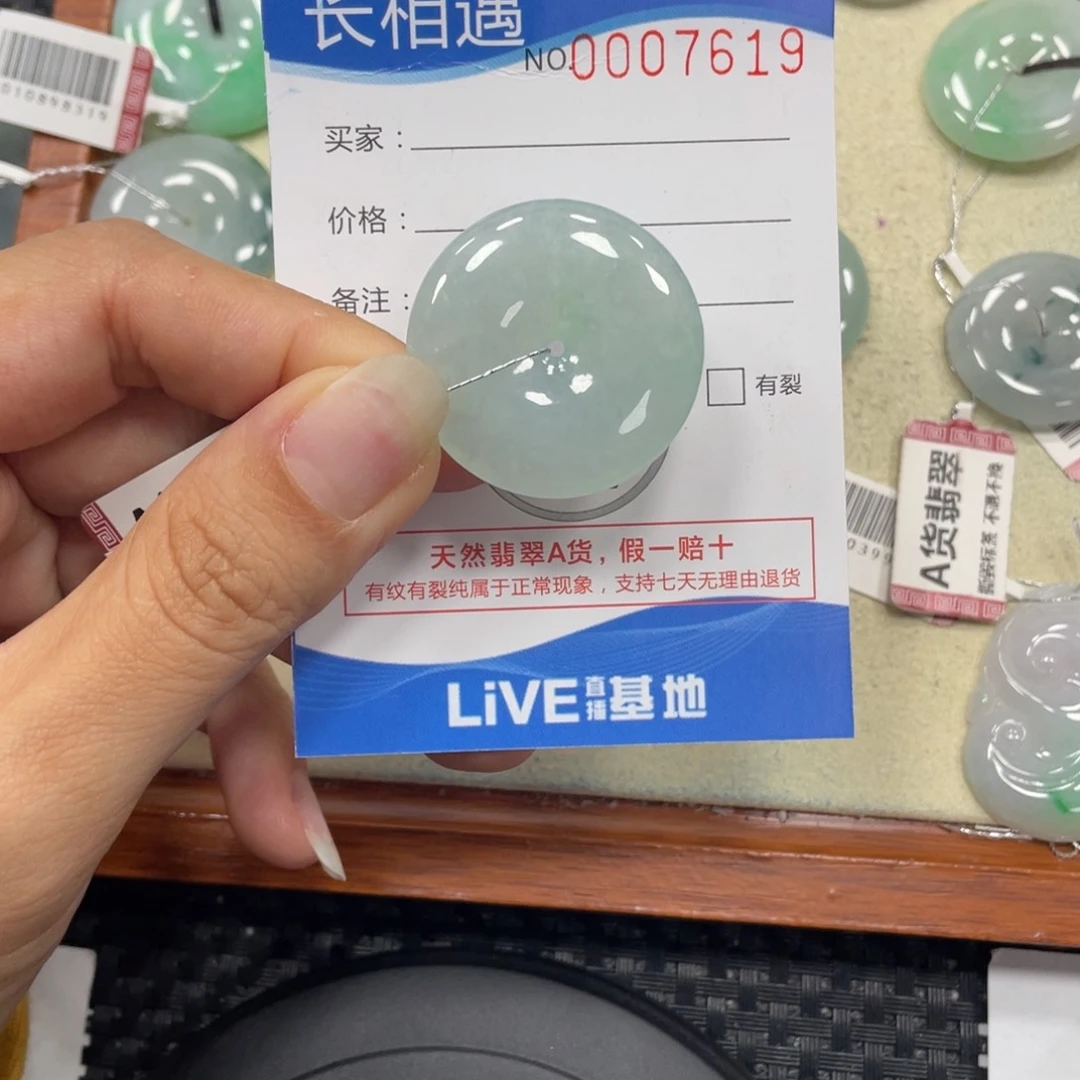 长相遇
NO.0007619
买家：
价格：
备注：
有裂
天然翡翠A货，假一赔十
有纹有裂纯属于正常现象，支持七天无理由退货
LiVE直播基地
010898319
A货翡翠
0399